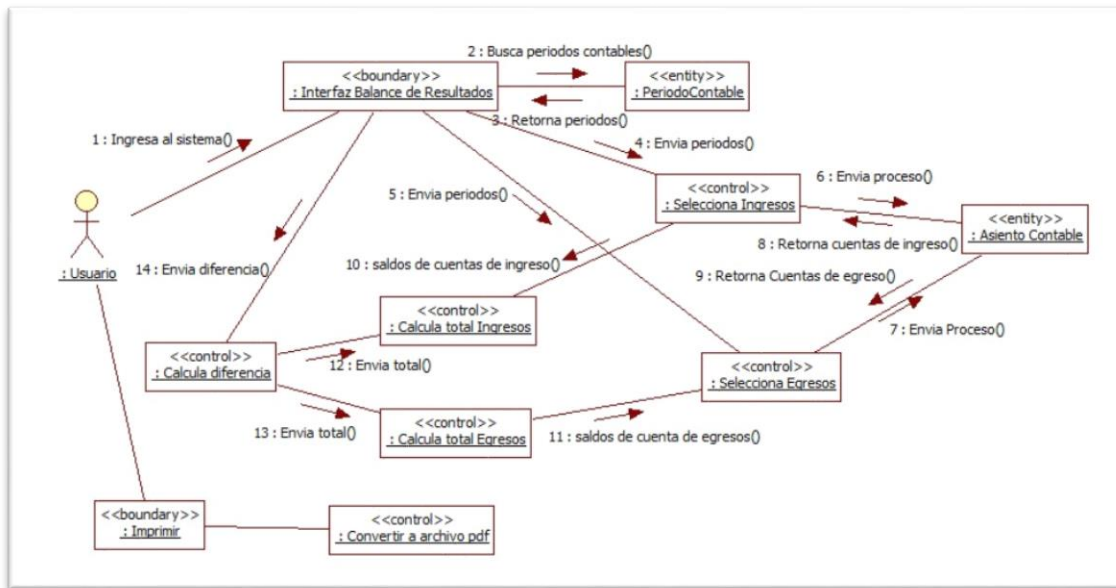 2 : Busca periodos contables()
<<boundary>>
: Interfaz Balance de Resultados
<<entity>>
: PeriodoContable
3 : Retorna periodos()
1 : Ingresa al sistema()
4 : Envia periodos()
<<control>>
: Selecciona Ingresos
6 : Envia proceso()
5 : Envia periodos()
<<entity>>
: Asiento Contable
8 : Retorna cuentas de ingreso()
: Usuario
14 : Envia diferencia()
10 : saldos de cuentas de ingreso()
9 : Retorna Cuentas de egreso()
<<control>>
: Calcula total Ingresos
7 : Envia Proceso()
<<control>>
: Calcula diferencia
12 : Envia total()
<<control>>
: Selecciona Egresos
13 : Envia total()
<<control>>
: Calcula total Egresos
11 : saldos de cuenta de egresos()
<<boundary>>
: Imprimir
<<control>>
: Convertir a archivo pdf